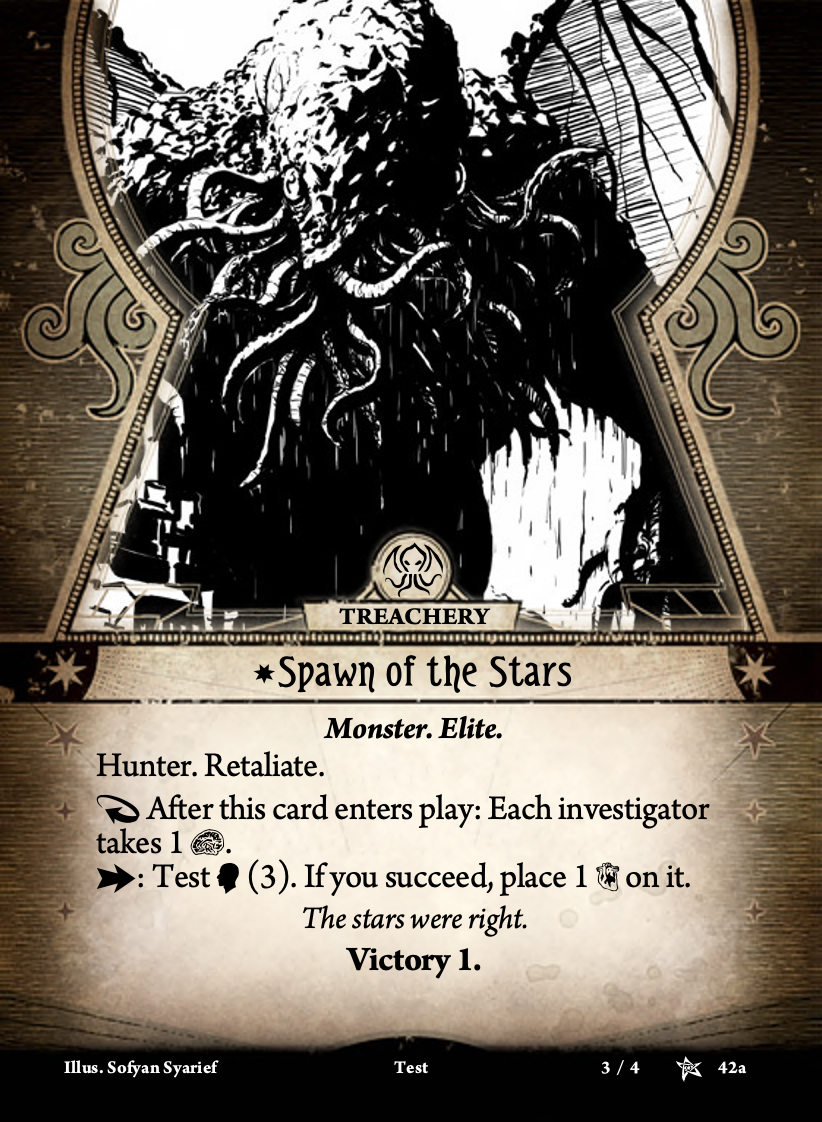 TREACHERY
Spawn of the Stars
Monster. Elite.
Hunter. Retaliate.
After this card enters play: Each investigator
takes 1 .
: Test (3). If you succeed, place 1 on it.
The stars were right.
Victory 1.
Illus. Sofyan Syarief Test 3 / 4 42a